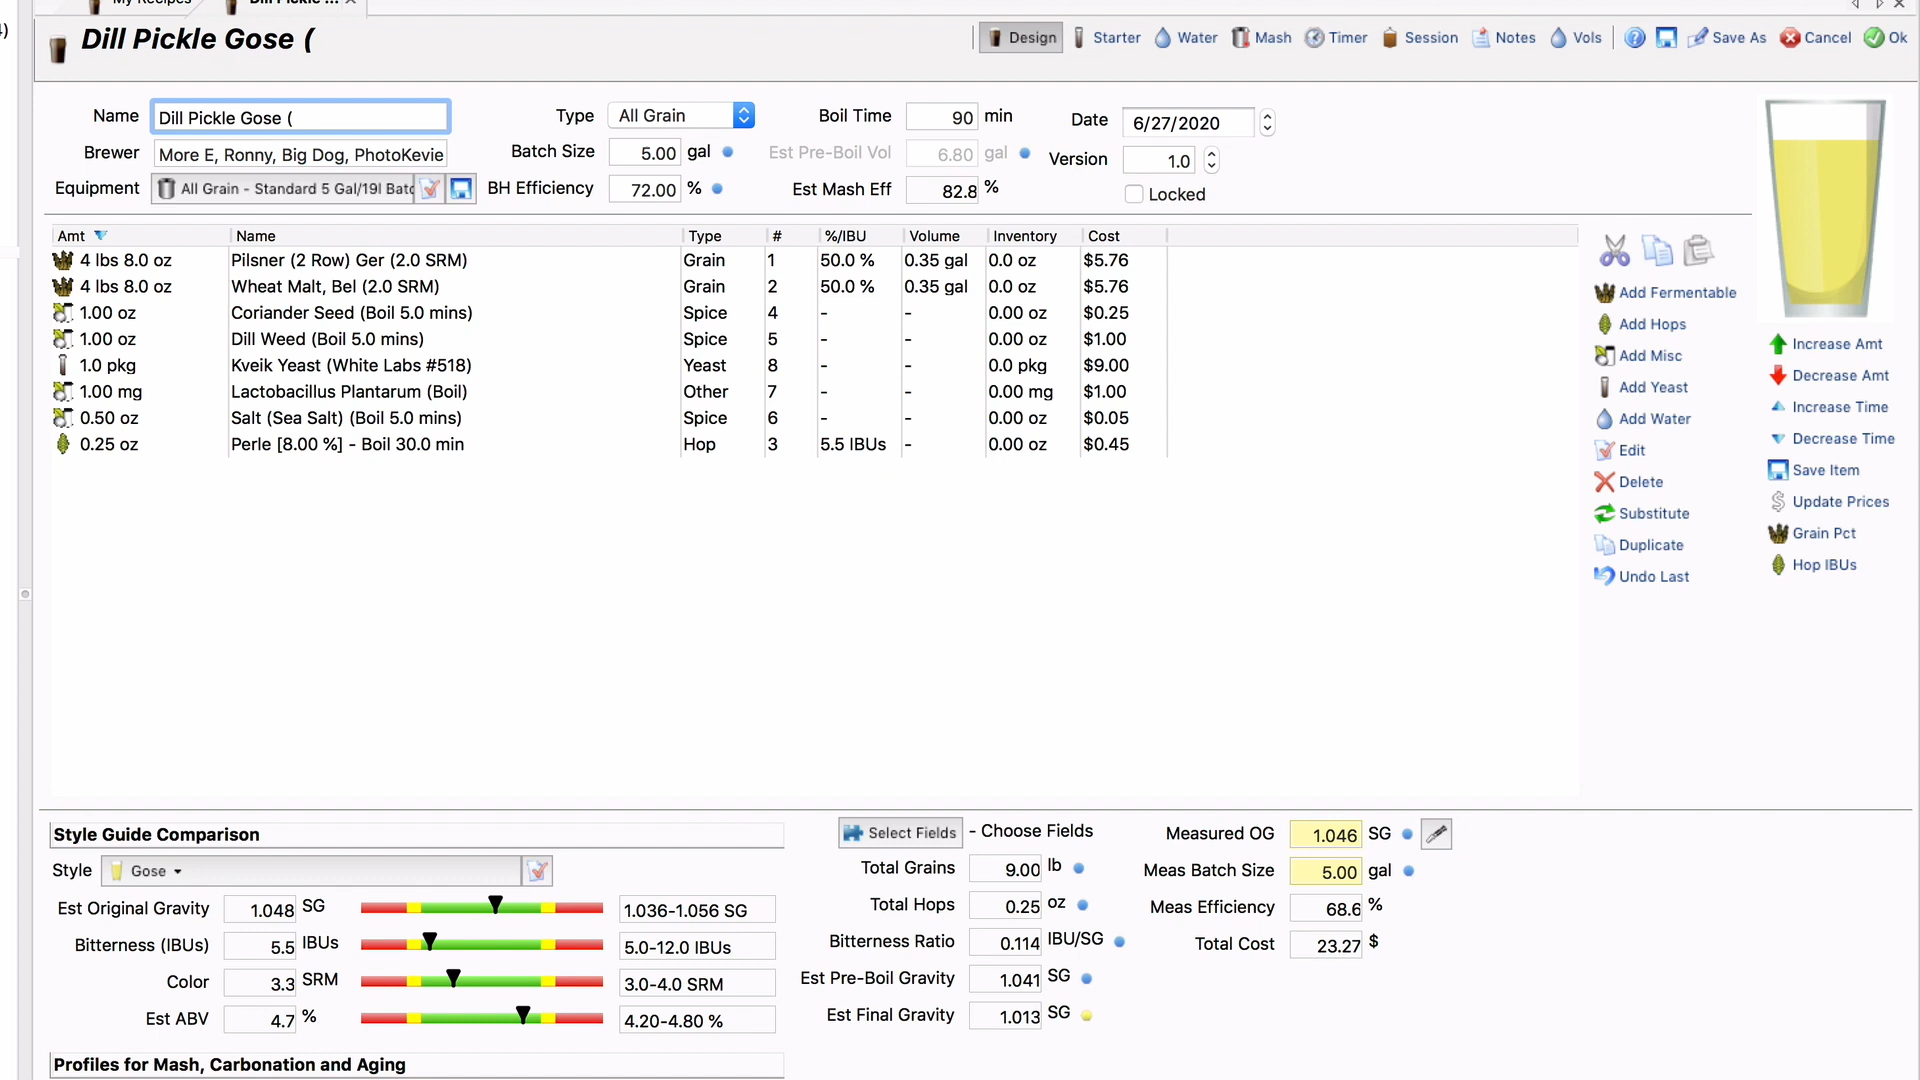 My Recipes Dill Pickle ...
Dill Pickle Gose (
Design Starter Water Mash Timer Session Notes Vols Save As Cancel Ok
Name Dill Pickle Gose ( Type All Grain Boil Time 90 min Date 6/27/2020
Brewer More E, Ronny, Big Dog, PhotoKevie Batch Size 5.00 gal Est Pre-Boil Vol 6.80 gal Version 1.0
Equipment All Grain - Standard 5 Gal/19l Batc BH Efficiency 72.00 % Est Mash Eff 82.8 % Locked
Amt Name Type # %/IBU Volume Inventory Cost
4 lbs 8.0 oz Pilsner (2 Row) Ger (2.0 SRM) Grain 1 50.0 % 0.35 gal 0.0 oz $5.76
4 lbs 8.0 oz Wheat Malt, Bel (2.0 SRM) Grain 2 50.0 % 0.35 gal 0.0 oz $5.76
1.00 oz Coriander Seed (Boil 5.0 mins) Spice 4 - - 0.00 oz $0.25
1.00 oz Dill Weed (Boil 5.0 mins) Spice 5 - - 0.00 oz $1.00
1.0 pkg Kveik Yeast (White Labs #518) Yeast 8 - - 0.0 pkg $9.00
1.00 mg Lactobacillus Plantarum (Boil) Other 7 - - 0.00 mg $1.00
0.50 oz Salt (Sea Salt) (Boil 5.0 mins) Spice 6 - - 0.00 oz $0.05
0.25 oz Perle [8.00 %] - Boil 30.0 min Hop 3 5.5 IBUs - 0.00 oz $0.45
Add Fermentable
Add Hops
Add Misc
Add Yeast
Add Water
Edit
Delete
Substitute
Duplicate
Undo Last
Increase Amt
Decrease Amt
Increase Time
Decrease Time
Save Item
Update Prices
Grain Pct
Hop IBUs
Style Guide Comparison
Style Gose
Est Original Gravity 1.048 SG 1.036-1.056 SG
Bitterness (IBUs) 5.5 IBUs 5.0-12.0 IBUs
Color 3.3 SRM 3.0-4.0 SRM
Est ABV 4.7 % 4.20-4.80 %
Select Fields - Choose Fields
Total Grains 9.00 lb
Total Hops 0.25 oz
Bitterness Ratio 0.114 IBU/SG
Est Pre-Boil Gravity 1.041 SG
Est Final Gravity 1.013 SG
Measured OG 1.046 SG
Meas Batch Size 5.00 gal
Meas Efficiency 68.6 %
Total Cost 23.27 $
Profiles for Mash, Carbonation and Aging